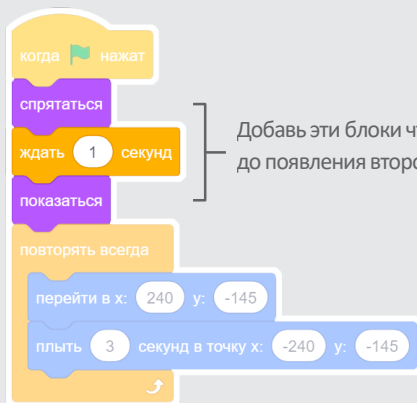 когда нажат
спрятаться
ждать 1 секунд
показаться
Добавь эти блоки
до появления
повторять всегда
перейти в x: 240 y: -145
плыть 3 секунд в точку x: -240 y: -145